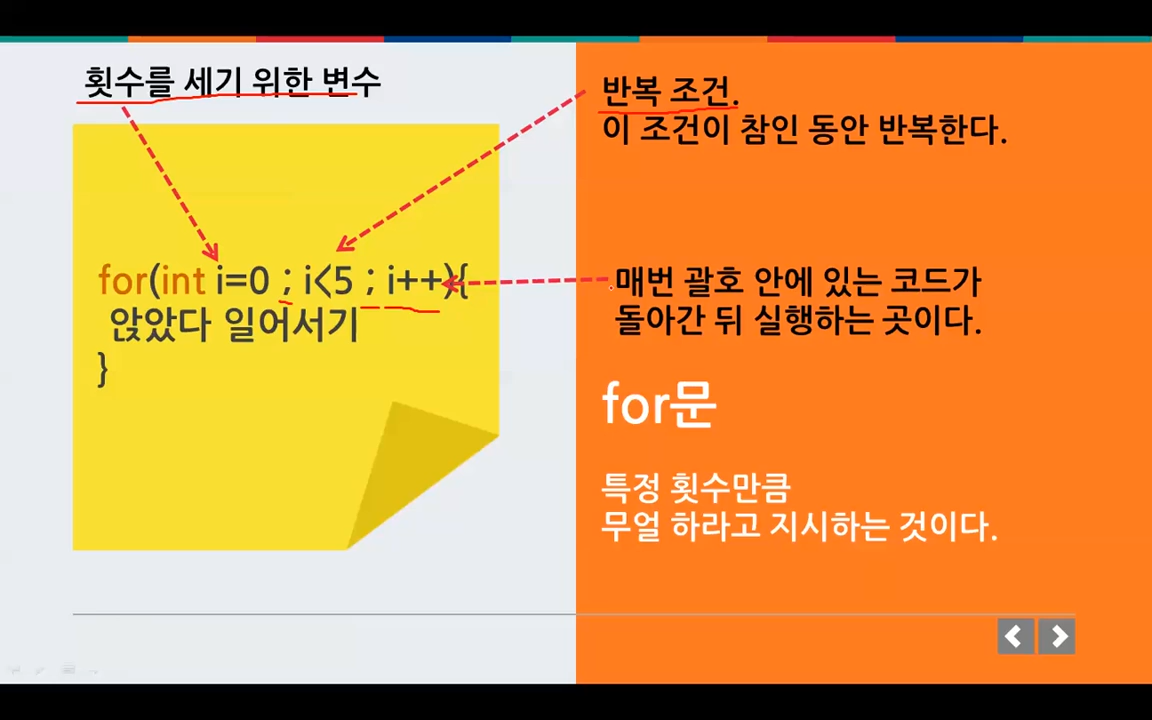 횟수를 세기 위한 변수
for(int i=0 ; i<5 ; i++){
앉았다 일어서기
}
반복 조건.
이 조건이 참인 동안 반복한다.
매번 괄호 안에 있는 코드가
돌아간 뒤 실행하는 곳이다.
for문
특정 횟수만큼
무얼 하라고 지시하는 것이다.